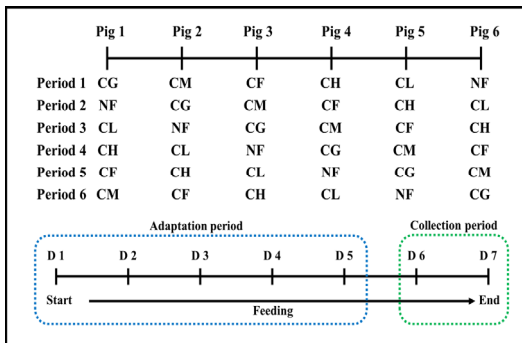 Pig 1 Pig 2 Pig 3 Pig 4 Pig 5 Pig 6
Period 1 CG CM CF CH CL NF
Period 2 NF CG CM CF CH CL
Period 3 CL NF CG CM CF CH
Period 4 CH CL NF CG CM CF
Period 5 CF CH CL NF CG CM
Period 6 CM CF CH CL NF CG
Adaptation period Collection period
D 1 D 2 D 3 D 4 D 5 D 6 D 7
Start End
Feeding